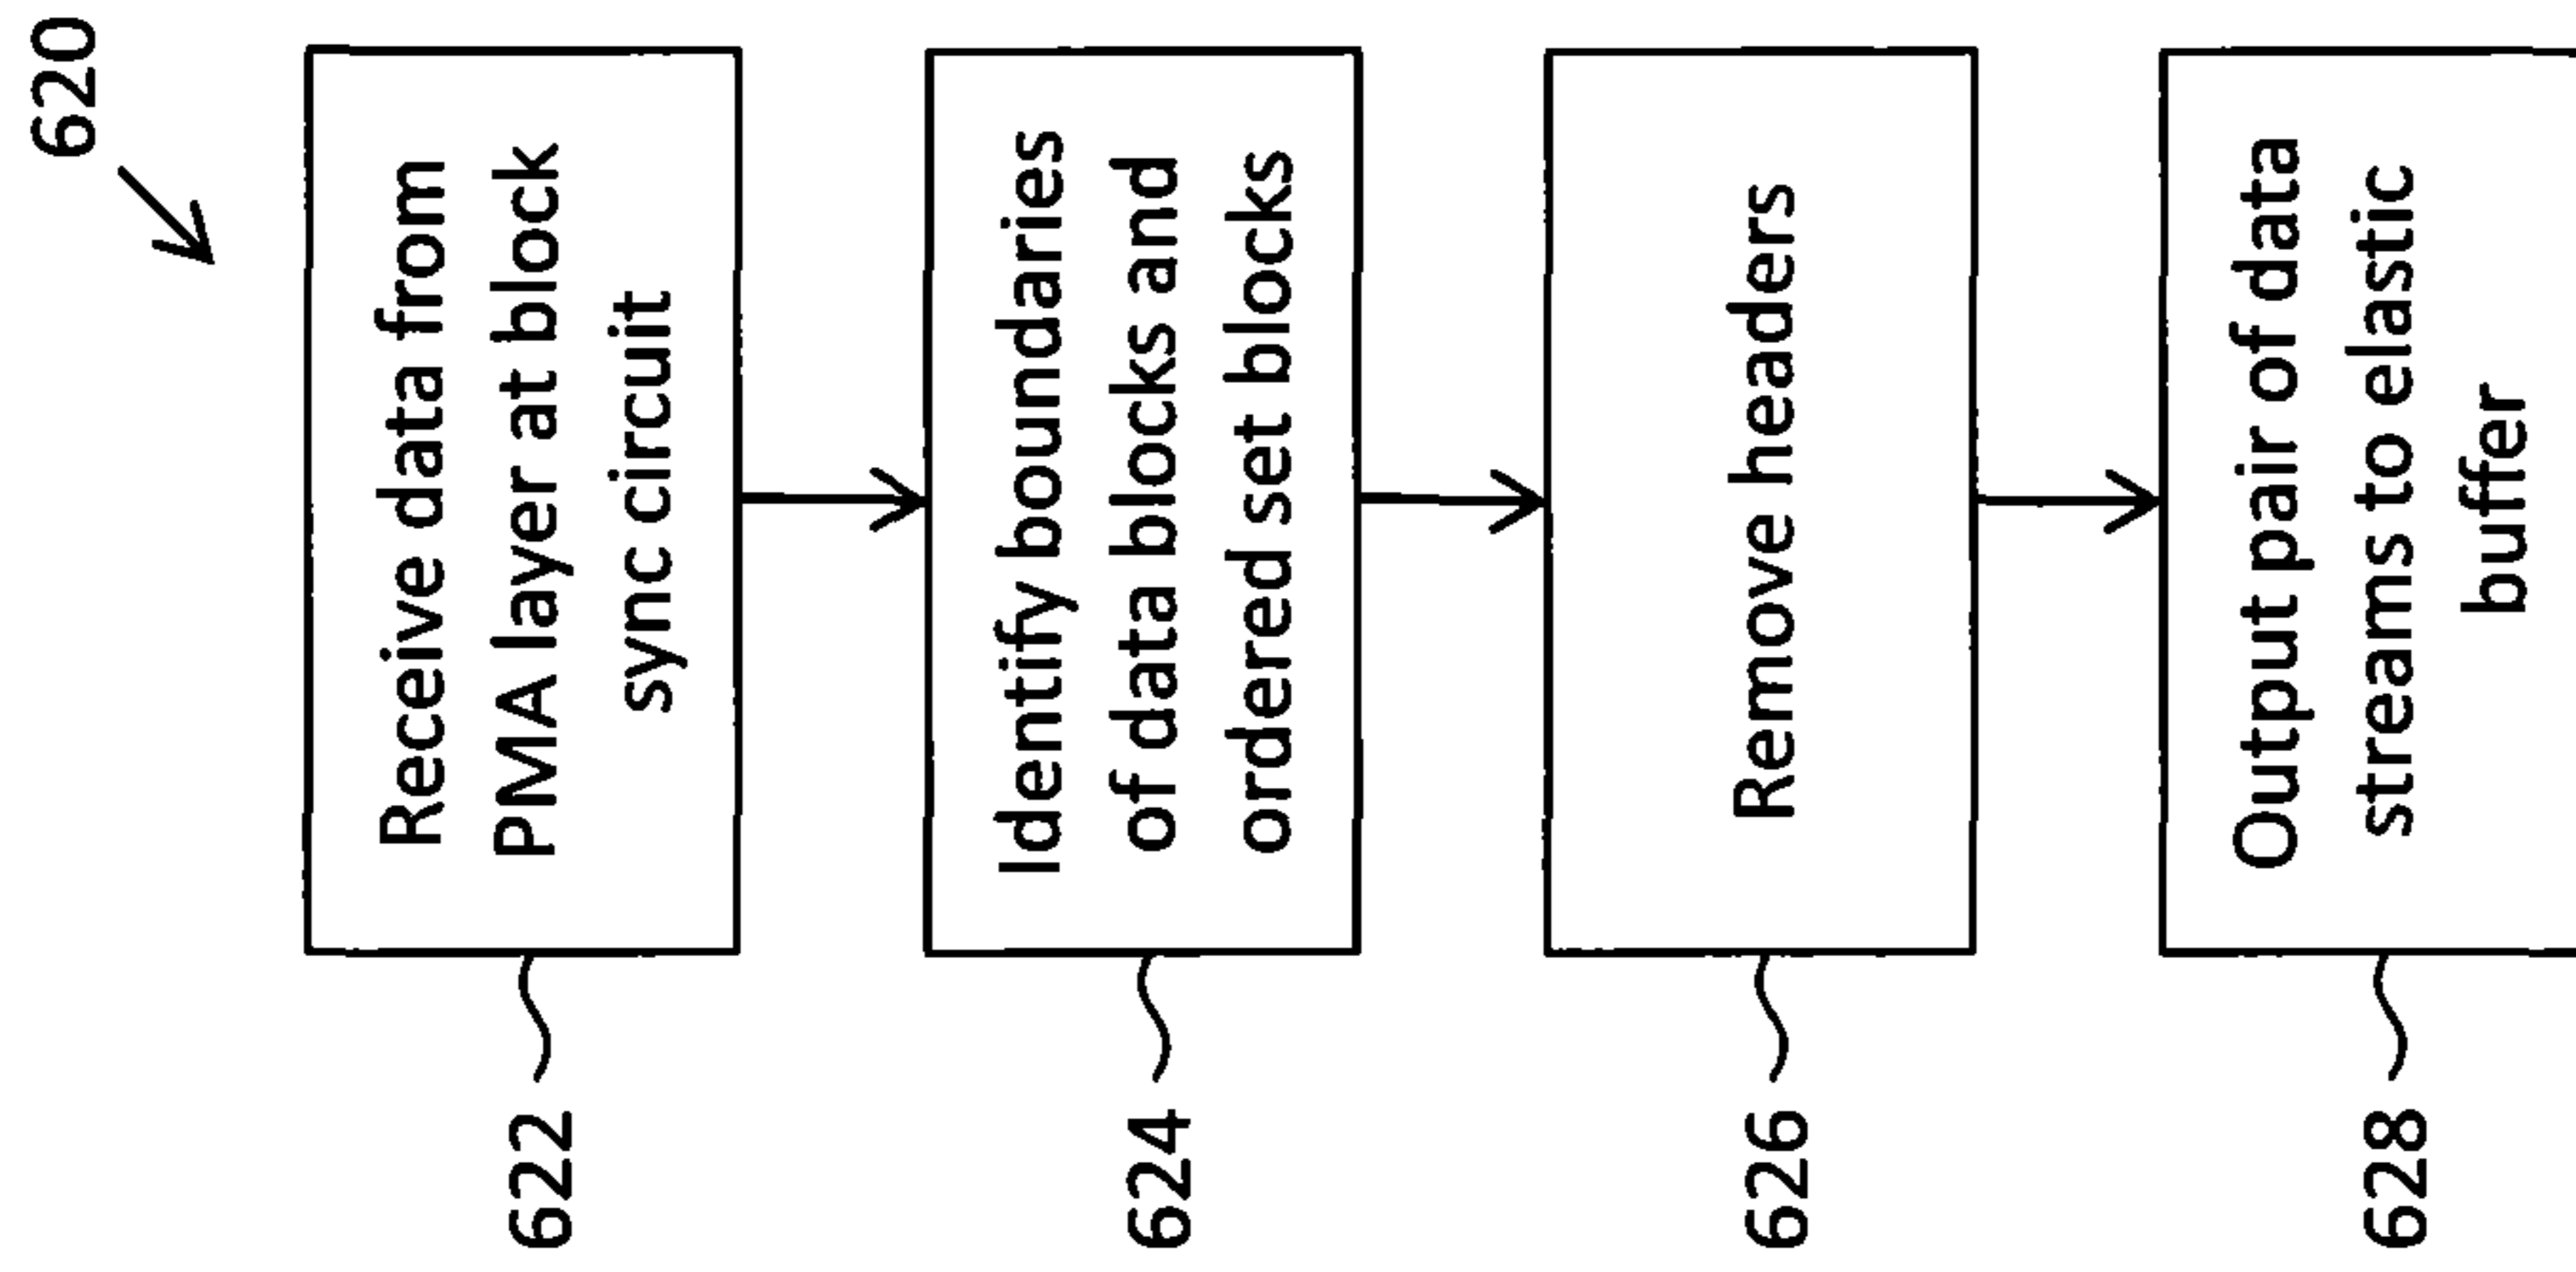 620
622
Receive data from
PMA layer at block
sync circuit
624
Identify boundaries
of data blocks and
ordered set blocks
626
Remove headers
628
Output pair of data
streams to elastic
buffer